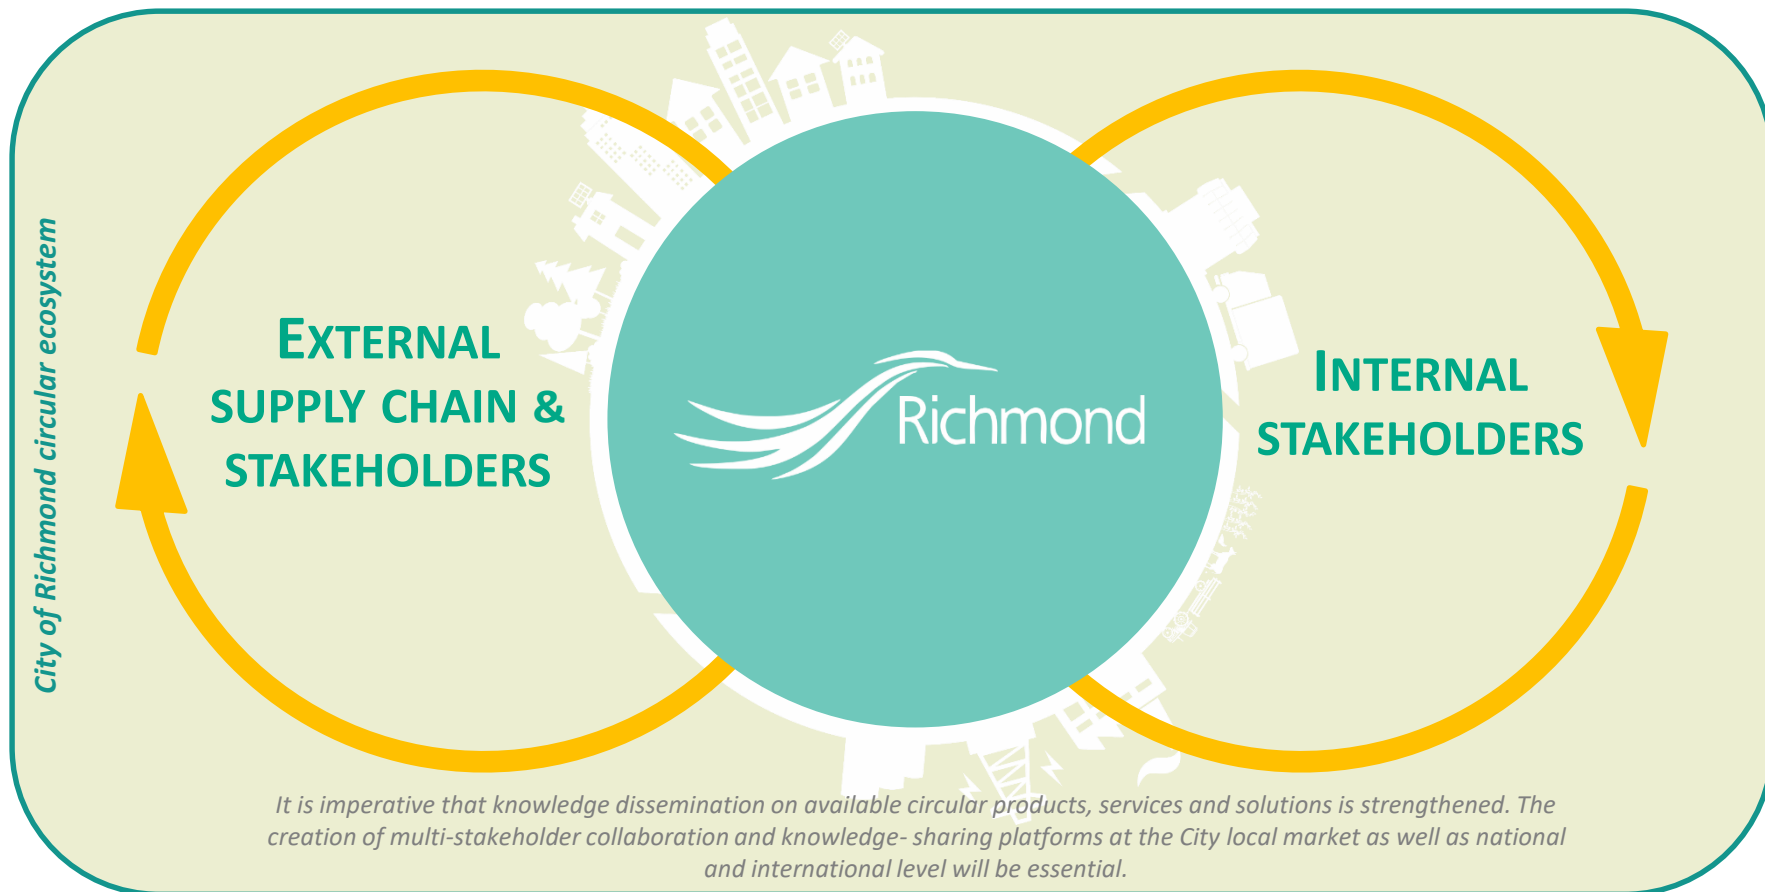 City of Richmond circular ecosystem
EXTERNAL
SUPPLY CHAIN &
STAKEHOLDERS
Richmond
INTERNAL
STAKEHOLDERS
It is imperative that knowledge dissemination on available circular products, services and solutions is strengthened. The
creation of multi-stakeholder collaboration and knowledge- sharing platforms at the City local market as well as national
and international level will be essential.